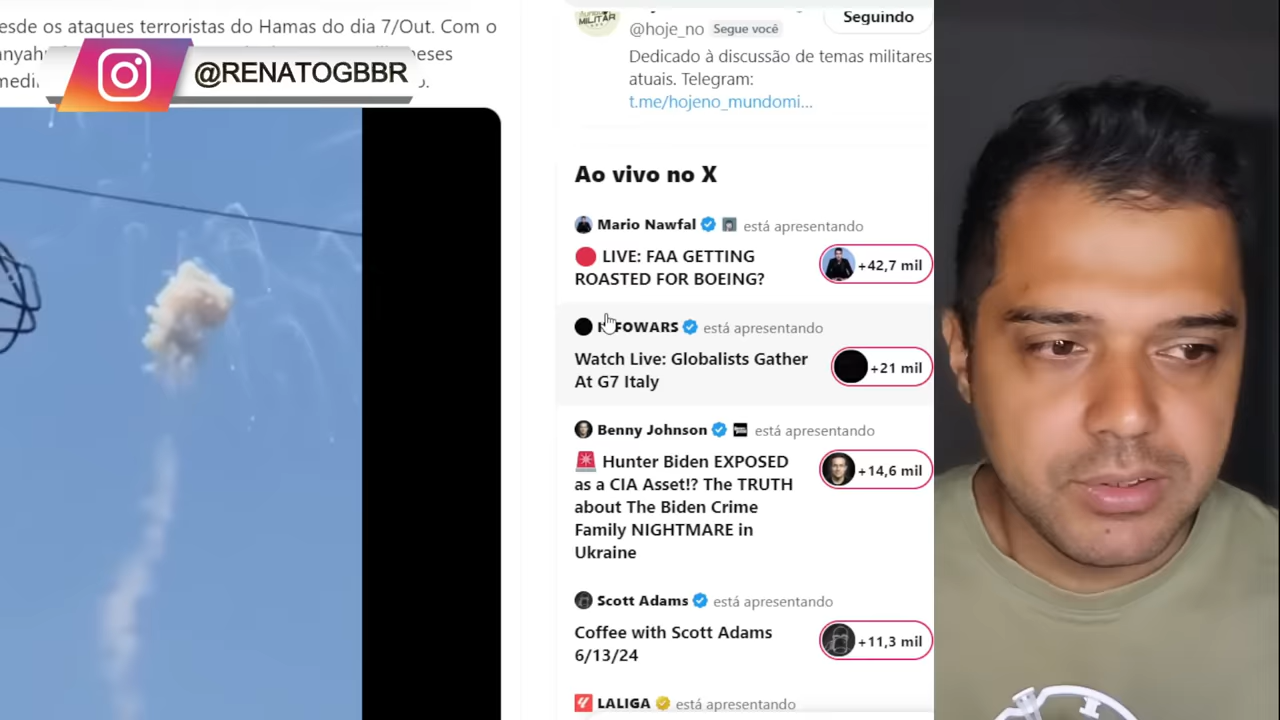 esde os ataques terroristas do Hamas do dia 7/Out. Com o
@RENATOGBBR
MILITAR
@hoje_no Segue você
Seguindo
Dedicado à discussão de temas militares
atuais. Telegram:
t.me/hojeno_mundomi...
Ao vivo no X
Mario Nawfal está apresentando
LIVE: FAA GETTING
ROASTED FOR BOEING?
+42,7 mil
INFOWARS está apresentando
Watch Live: Globalists Gather
At G7 Italy
+21 mil
Benny Johnson está apresentando
Hunter Biden EXPOSED
as a CIA Asset!? The TRUTH
about The Biden Crime
Family NIGHTMARE in
Ukraine
+14,6 mil
Scott Adams está apresentando
Coffee with Scott Adams
6/13/24
+11,3 mil
LALIGA está apresentando